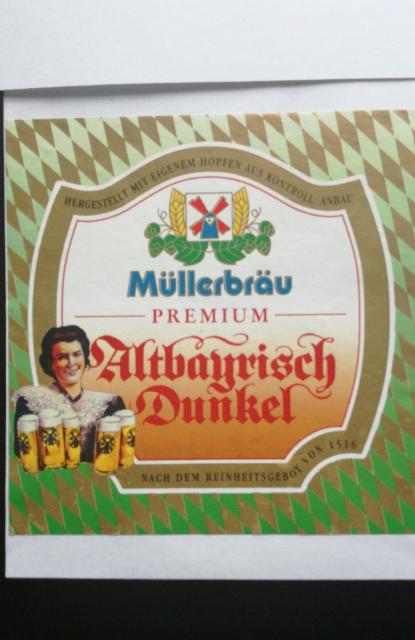 HERGESTELLT MIT EIGENEM HOPFEN AUS KONTROLL ANBAU
Müllerbräu
PREMIUM
Altbayrisch
Dunkel
NACH DEM REINHEITSGEBOT VON 1516